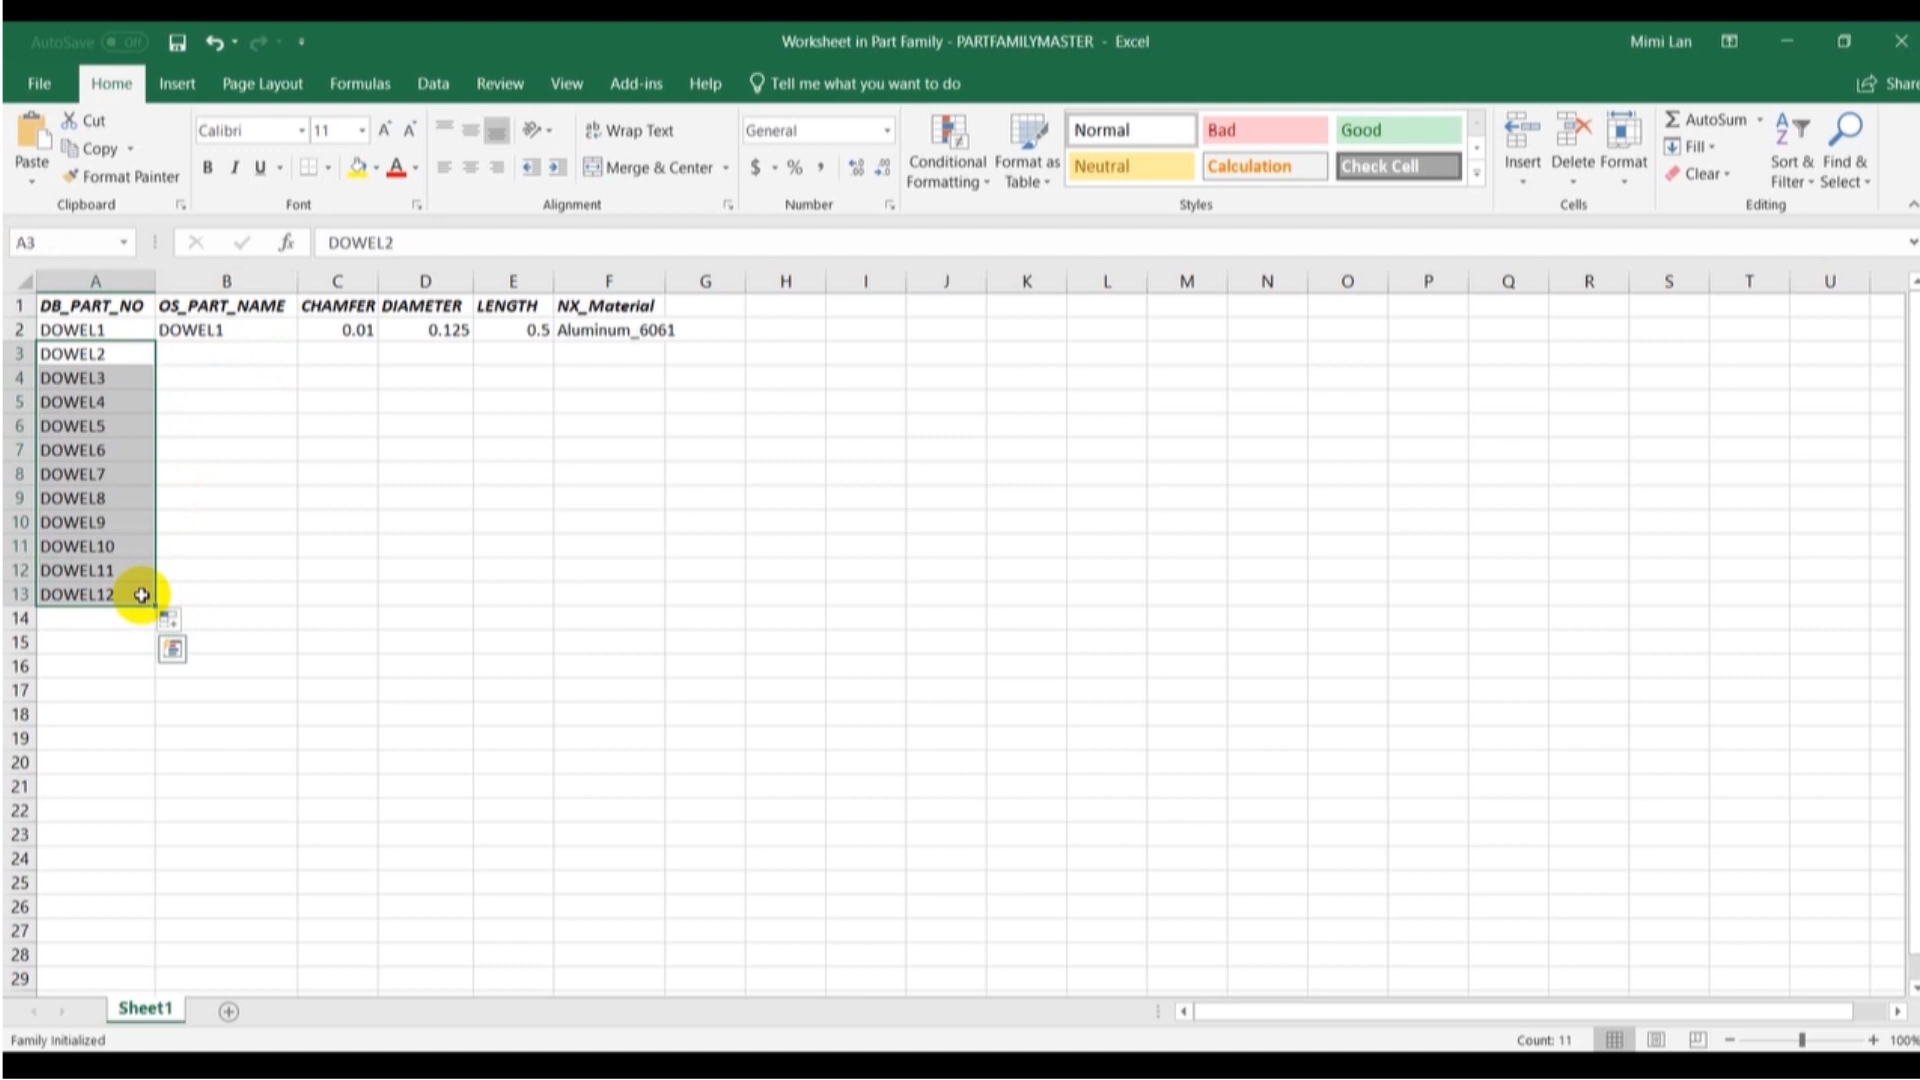 AutoSave Off
Worksheet in Part Family - PARTFAMILYMASTER - Excel
Mimi Lan
File Home Insert Page Layout Formulas Data Review View Add-ins Help Tell me what you want to do
Share
Paste
Cut
Copy
Format Painter
Clipboard
Calibri 11
B I U
Font
Wrap Text
Merge & Center
Alignment
General
$ % ,
Number
Conditional Formatting
Format as Table
Normal Bad Good
Neutral Calculation Check Cell
Styles
Insert Delete Format
Cells
AutoSum
Fill
Clear
Sort & Filter
Find & Select
Editing
A3 fx DOWEL2
A B C D E F G H I J K L M N O P Q R S T U
1 DB_PART_NO OS_PART_NAME CHAMFER DIAMETER LENGTH NX_Material
2 DOWEL1 DOWEL1 0.01 0.125 0.5 Aluminum_6061
3 DOWEL2
4 DOWEL3
5 DOWEL4
6 DOWEL5
7 DOWEL6
8 DOWEL7
9 DOWEL8
10 DOWEL9
11 DOWEL10
12 DOWEL11
13 DOWEL12
14
15
16
17
18
19
20
21
22
23
24
25
26
27
28
29
Sheet1
Family Initialized
Count: 11
100%